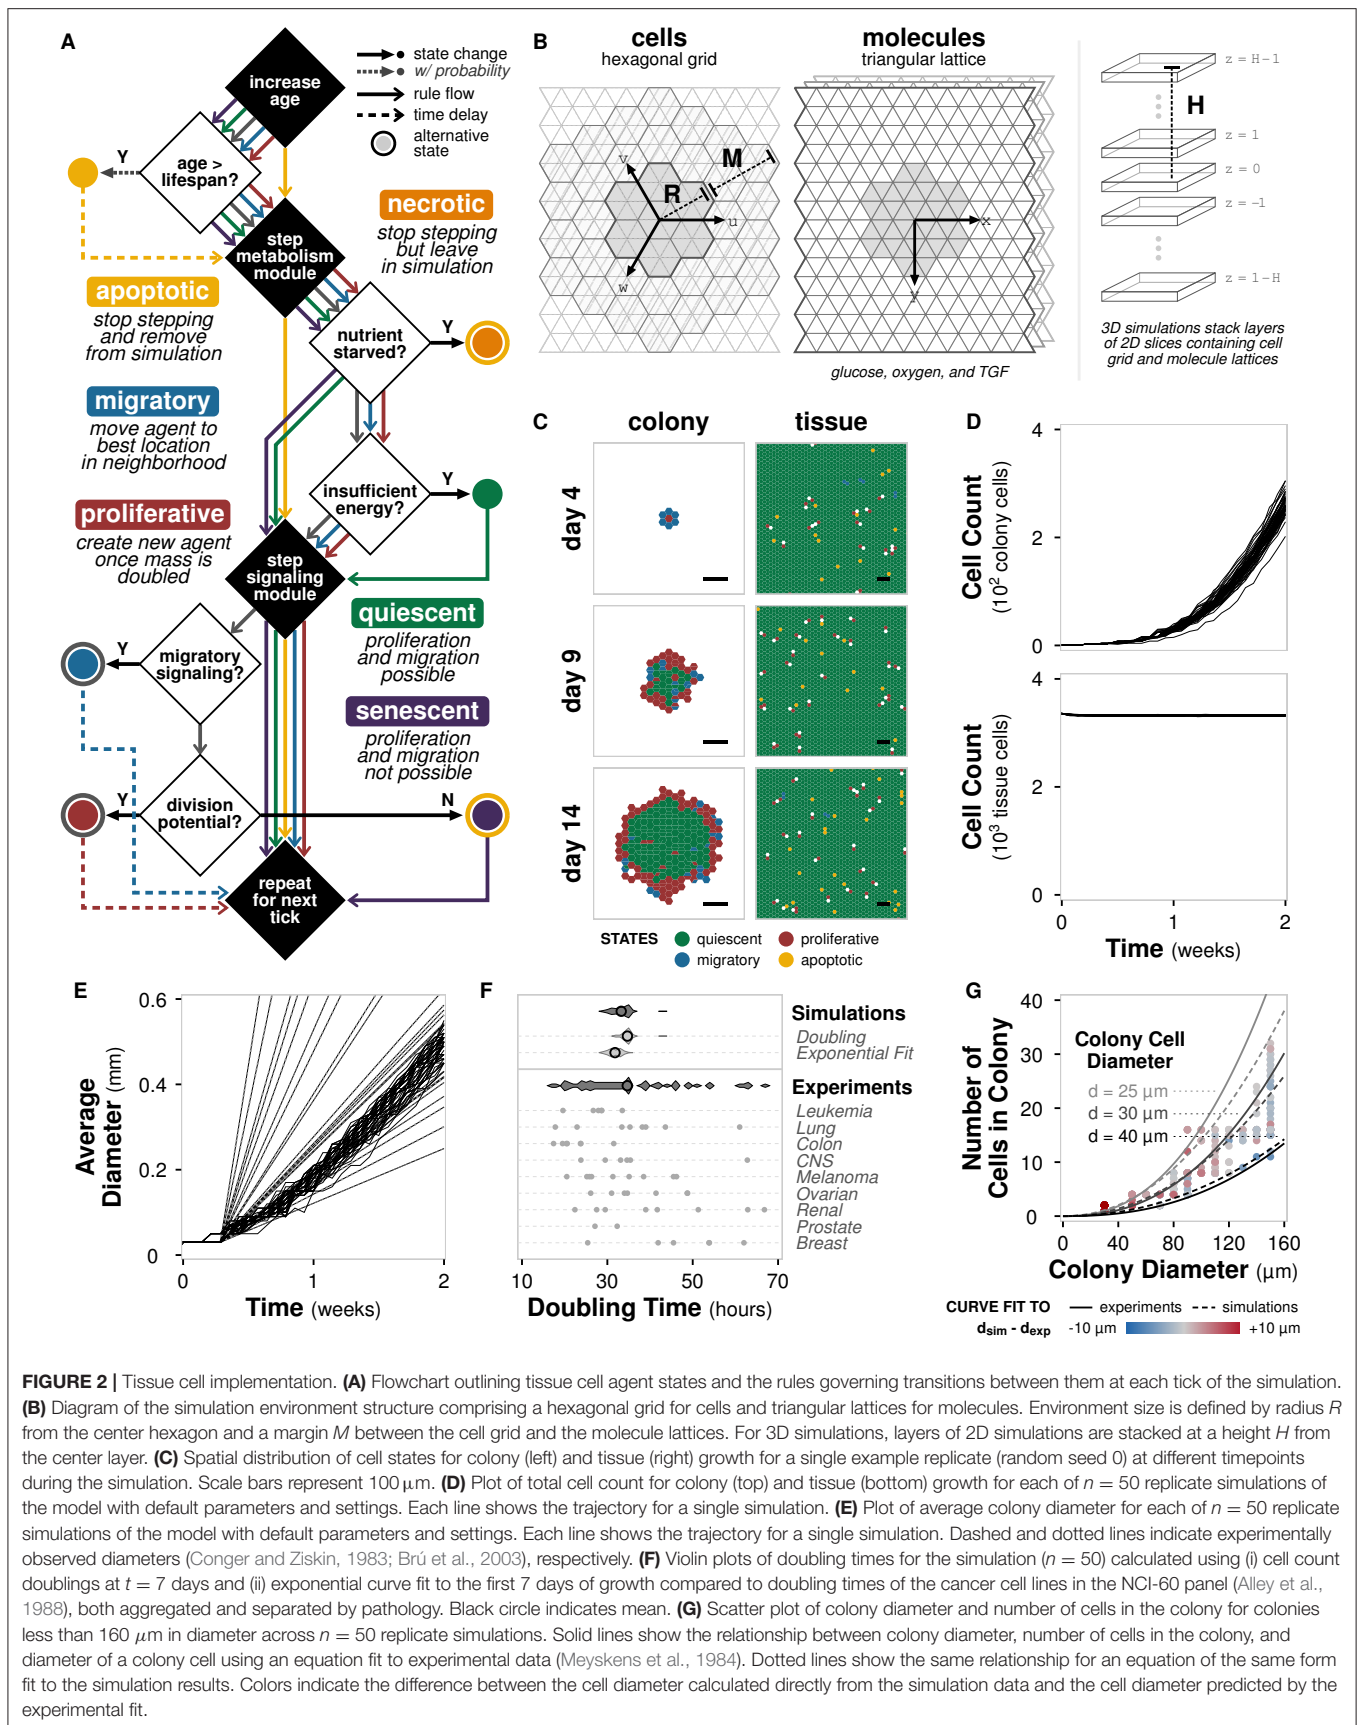 A
increase
age
state change
w/ probability
rule flow
time delay
alternative
state
Y
age >
lifespan?
necrotic
stop stepping
but leave
in simulation
step
metabolism
module
apoptotic
stop stepping
and remove
from simulation
nutrient
starved?
Y
migratory
move agent to
best location
in neighborhood
insufficient
energy?
Y
proliferative
create new agent
once mass is
doubled
step
signaling
module
quiescent
proliferation
and migration
possible
Y
migratory
signaling?
senescent
proliferation
and migration
not possible
Y
division
potential?
N
repeat
for next
tick
B
cells
hexagonal grid
v
u
w
R
M
molecules
triangular lattice
x
y
glucose, oxygen, and TGF
z = H-1
H
z = 1
z = 0
z = -1
z = 1-H
3D simulations stack layers
of 2D slices containing cell
grid and molecule lattices
C
colony
tissue
day 4
day 9
day 14
STATES
quiescent
proliferative
migratory
apoptotic
D
4
2
0
Cell Count
(10² colony cells)
4
2
0
Cell Count
(10³ tissue cells)
0
1
2
Time (weeks)
E
0.6
0.4
0.2
0
Average
Diameter (mm)
0
1
2
Time (weeks)
F
Simulations
Doubling
Exponential Fit
Experiments
Leukemia
Lung
Colon
CNS
Melanoma
Ovarian
Renal
Prostate
Breast
10
30
50
70
Doubling Time (hours)
G
40
30
20
10
0
Number of
Cells in Colony
Colony Cell
Diameter
d = 25 μm
d = 30 μm
d = 40 μm
0
40
80
120
160
Colony Diameter (μm)
CURVE FIT TO
experiments
simulations
dsim - dexp
-10 μm
+10 μm
FIGURE 2 | Tissue cell implementation. (A) Flowchart outlining tissue cell agent states and the rules governing transitions between them at each tick of the simulation.
(B) Diagram of the simulation environment structure comprising a hexagonal grid for cells and triangular lattices for molecules. Environment size is defined by radius R
from the center hexagon and a margin M between the cell grid and the molecule lattices. For 3D simulations, layers of 2D simulations are stacked at a height H from
the center layer. (C) Spatial distribution of cell states for colony (left) and tissue (right) growth for a single example replicate (random seed 0) at different timepoints
during the simulation. Scale bars represent 100 μm. (D) Plot of total cell count for colony (top) and tissue (bottom) growth for each of n = 50 replicate simulations of
the model with default parameters and settings. Each line shows the trajectory for a single simulation. (E) Plot of average colony diameter for each of n = 50 replicate
simulations of the model with default parameters and settings. Each line shows the trajectory for a single simulation. Dashed and dotted lines indicate experimentally
observed diameters (Conger and Ziskin, 1983; Brú et al., 2003), respectively. (F) Violin plots of doubling times for the simulation (n = 50) calculated using (i) cell count
doublings at t = 7 days and (ii) exponential curve fit to the first 7 days of growth compared to doubling times of the cancer cell lines in the NCI-60 panel (Alley et al.,
1988), both aggregated and separated by pathology. Black circle indicates mean. (G) Scatter plot of colony diameter and number of cells in the colony for colonies
less than 160 μm in diameter across n = 50 replicate simulations. Solid lines show the relationship between colony diameter, number of cells in the colony, and
diameter of a colony cell using an equation fit to experimental data (Meyskens et al., 1984). Dotted lines show the same relationship for an equation of the same form
fit to the simulation results. Colors indicate the difference between the cell diameter calculated directly from the simulation data and the cell diameter predicted by the
experimental fit.